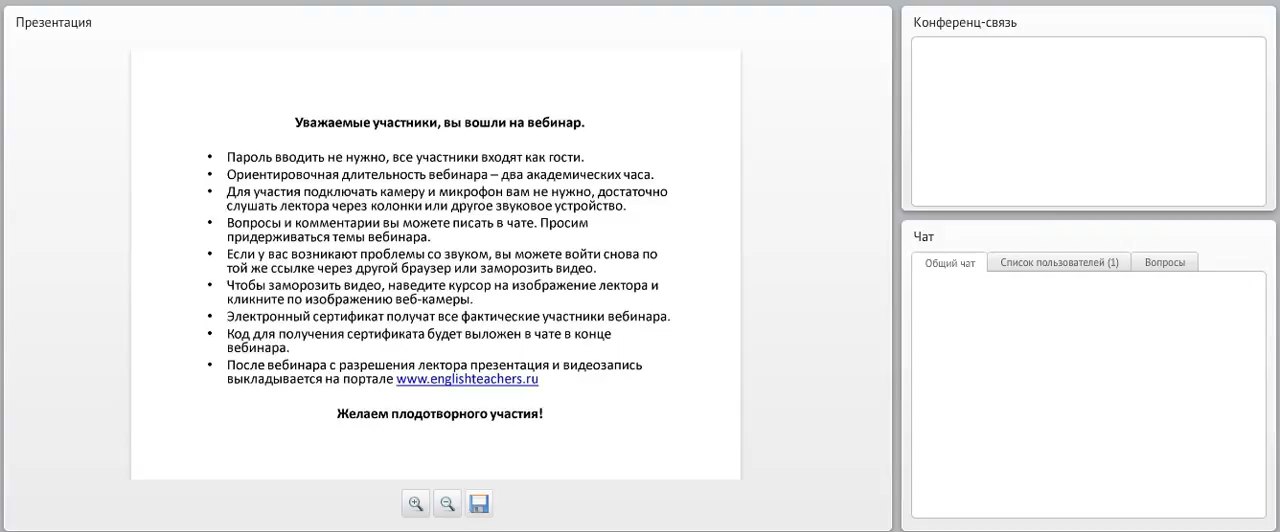 Презентация
Уважаемые участники, вы вошли на вебинар.
• Пароль вводить не нужно, все участники входят как гости.
• Ориентировочная длительность вебинара – два академических часа.
• Для участия подключать камеру и микрофон вам не нужно, достаточно
слушать лектора через колонки или другое звуковое устройство.
• Вопросы и комментарии вы можете писать в чате. Просим
придерживаться темы вебинара.
• Если у вас возникают проблемы со звуком, вы можете войти снова по
той же ссылке через другой браузер или заморозить видео.
• Чтобы заморозить видео, наведите курсор на изображение лектора и
кликните по изображению веб-камеры.
• Электронный сертификат получат все фактические участники вебинара.
• Код для получения сертификата будет выложен в чате в конце
вебинара.
• После вебинара с разрешения лектора презентация и видеозапись
выкладывается на портале www.englishteachers.ru
Желаем плодотворного участия!
Конференц-связь
Чат
Общий чат
Список пользователей (1)
Вопросы